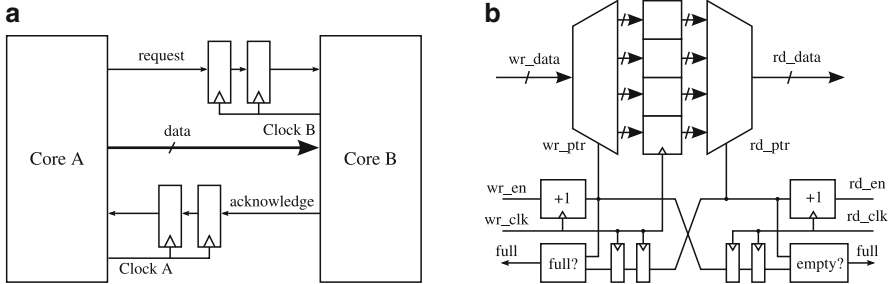 a
request
Clock B
data
Core A
Core B
acknowledge
Clock A
b
wr_data
rd_data
wr_ptr
rd_ptr
wr_en
+1
+1
rd_en
wr_clk
rd_clk
full
full?
empty?
full